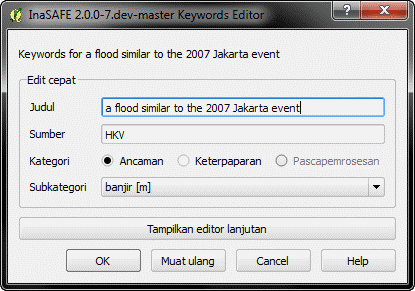 InaSAFE 2.0.0-7.dev-master Keywords Editor
Keywords for a flood similar to the 2007 Jakarta event
Edit cepat
Judul a flood similar to the 2007 Jakarta event
Sumber HKV
Kategori Ancaman Keterpaparan Pascapemrosesan
Subkategori banjir [m]
Tampilkan editor lanjutan
OK Muat ulang Cancel Help